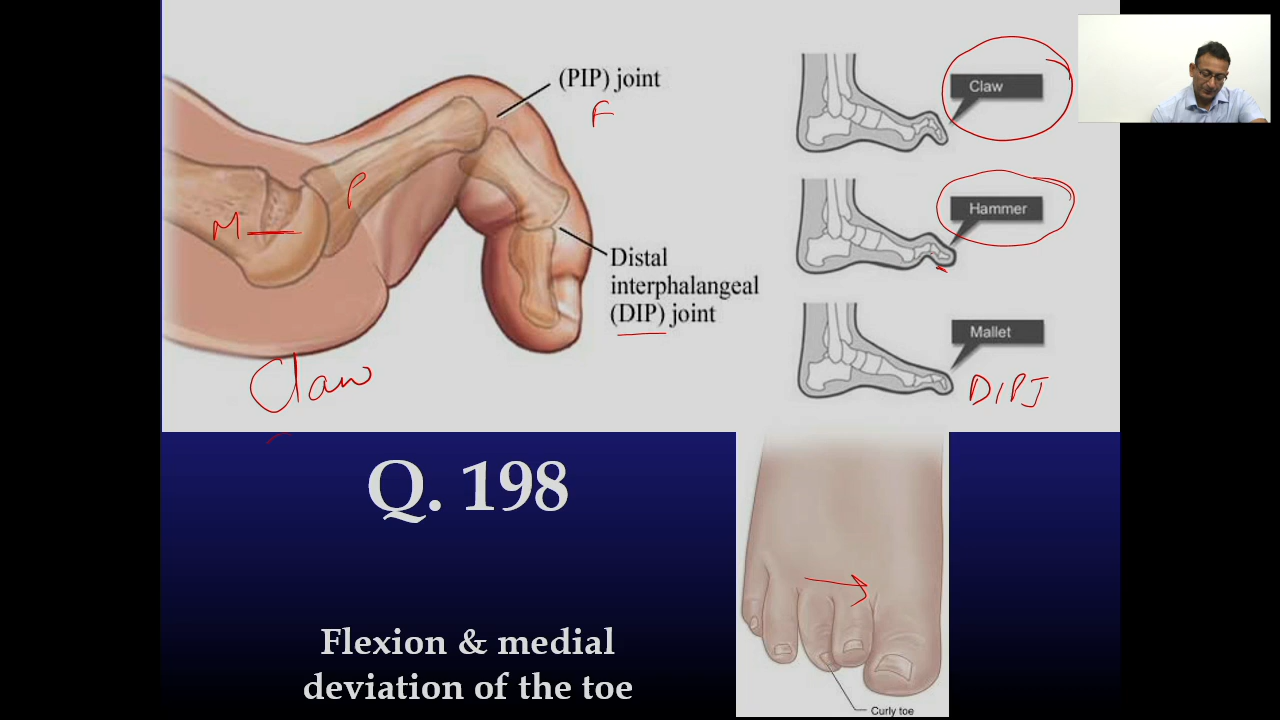 (PIP) joint
F
P
M
Distal
interphalangeal
(DIP) joint
Claw
Claw
Hammer
Mallet
DIPJ
Q. 198
Flexion & medial
deviation of the toe
Curly toe